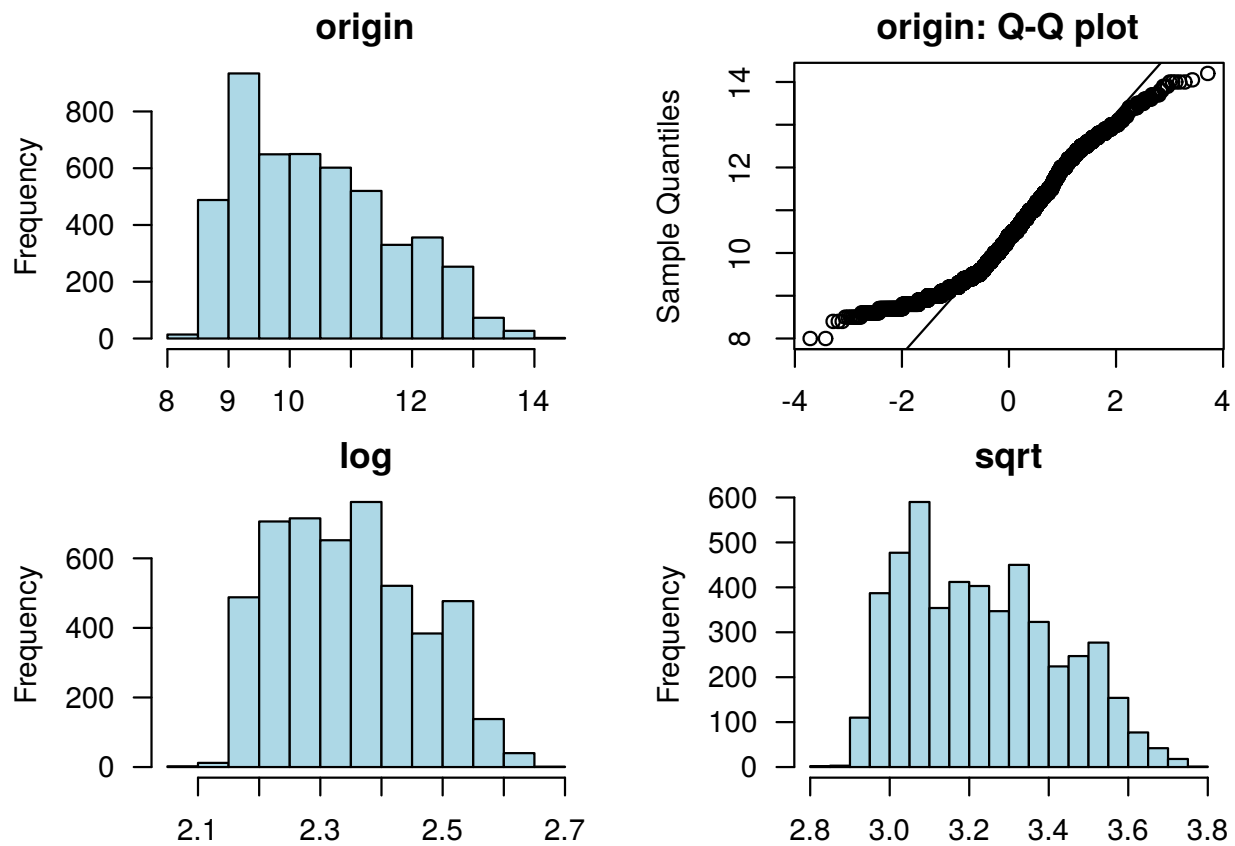 origin
Frequency
800
600
400
200
0
8 9 10 12 14
origin: Q-Q plot
Sample Quantiles
14
12
10
8
-4 -2 0 2 4
log
Frequency
600
400
200
0
2.1 2.3 2.5 2.7
sqrt
Frequency
600
500
400
300
200
100
0
2.8 3.0 3.2 3.4 3.6 3.8